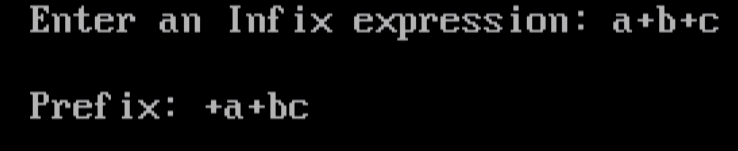 Enter an Infix expression: a+b+c
Prefix: +a+bc